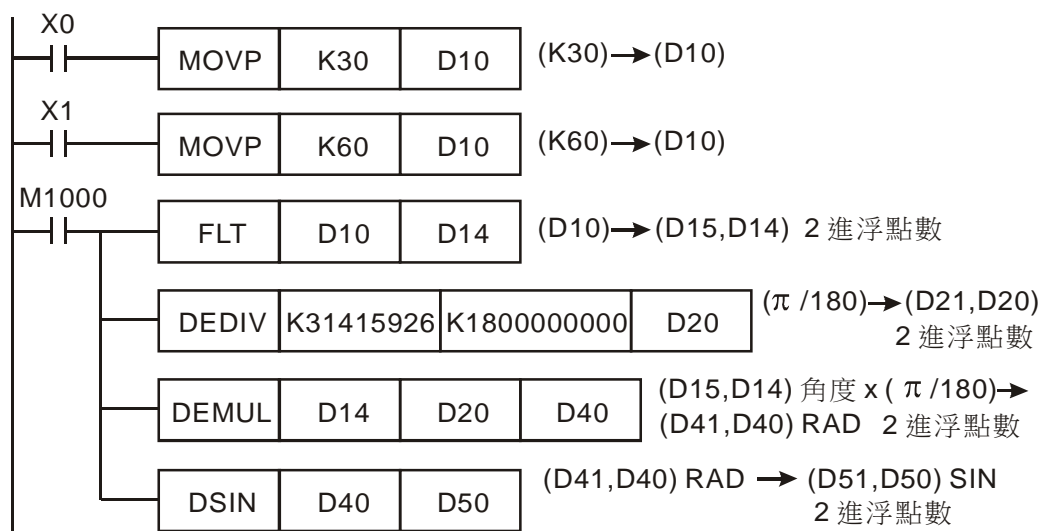 X0
MOVP K30 D10 (K30)→(D10)
X1
MOVP K60 D10 (K60)→(D10)
M1000
FLT D10 D14 (D10)→(D15,D14) 2 進浮點數
DEDIV K31415926 K1800000000 D20 (π /180)→(D21,D20)
2 進浮點數
DEMUL D14 D20 D40 (D15,D14) 角度 x ( π /180)→
(D41,D40) RAD 2 進浮點數
DSIN D40 D50 (D41,D40) RAD → (D51,D50) SIN
2 進浮點數